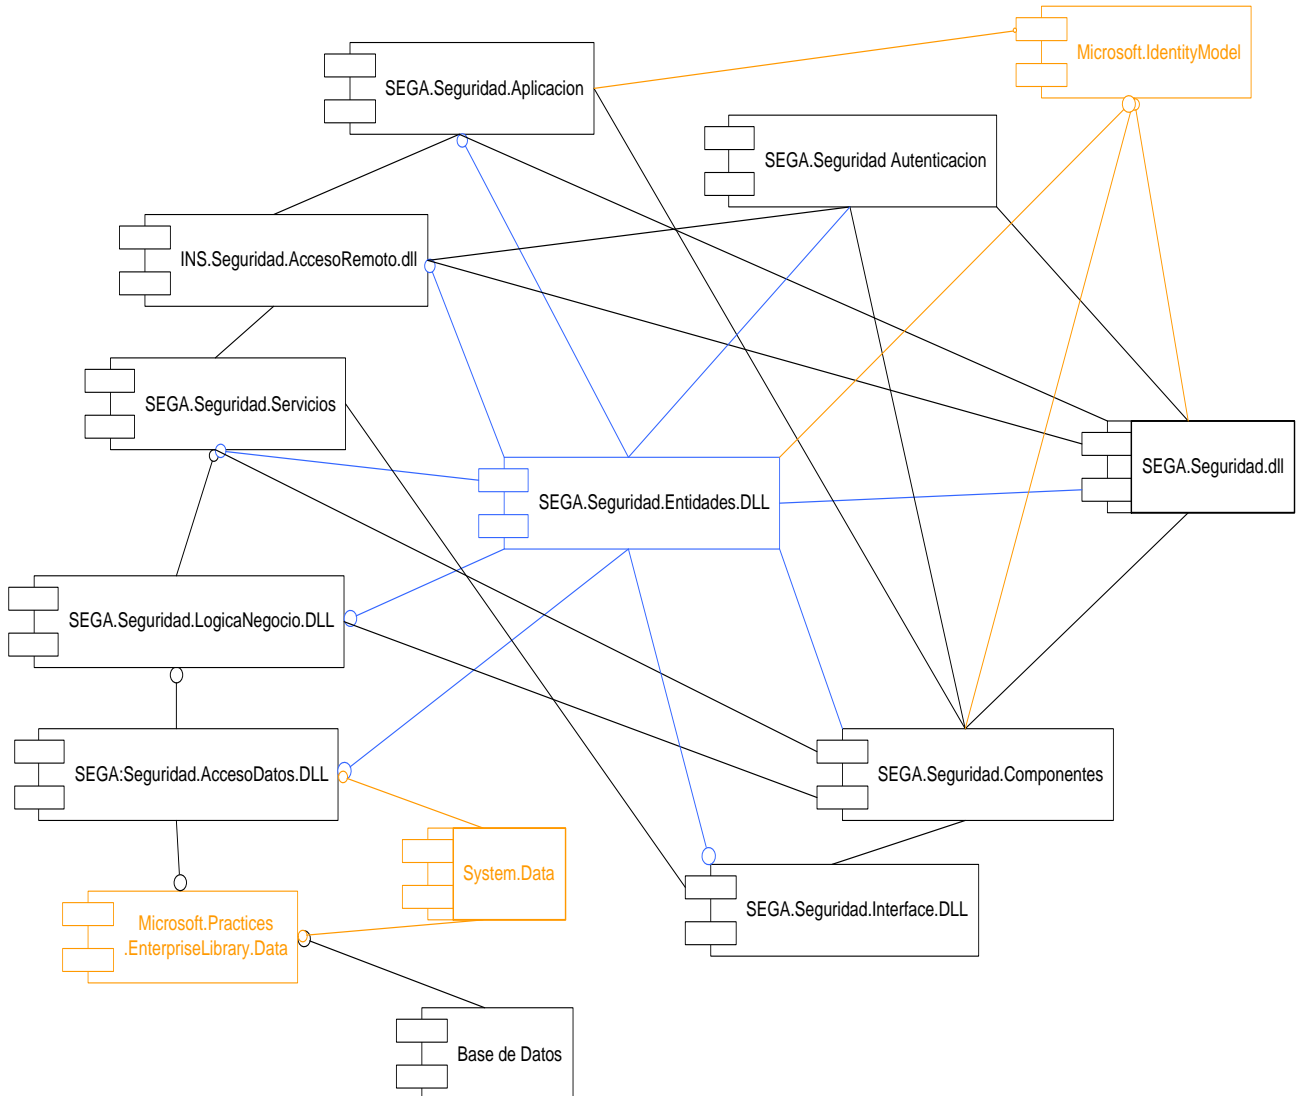 Microsoft.IdentityModel
SEGA.Seguridad.Aplicacion
SEGA.Seguridad Autenticacion
INS.Seguridad.AccesoRemoto.dll
SEGA.Seguridad.Servicios
SEGA.Seguridad.dll
SEGA.Seguridad.Entidades.DLL
SEGA.Seguridad.LogicaNegocio.DLL
SEGA:Seguridad.AccesoDatos.DLL
SEGA.Seguridad.Componentes
System.Data
SEGA.Seguridad.Interface.DLL
Microsoft.Practices
.EnterpriseLibrary.Data
Base de Datos